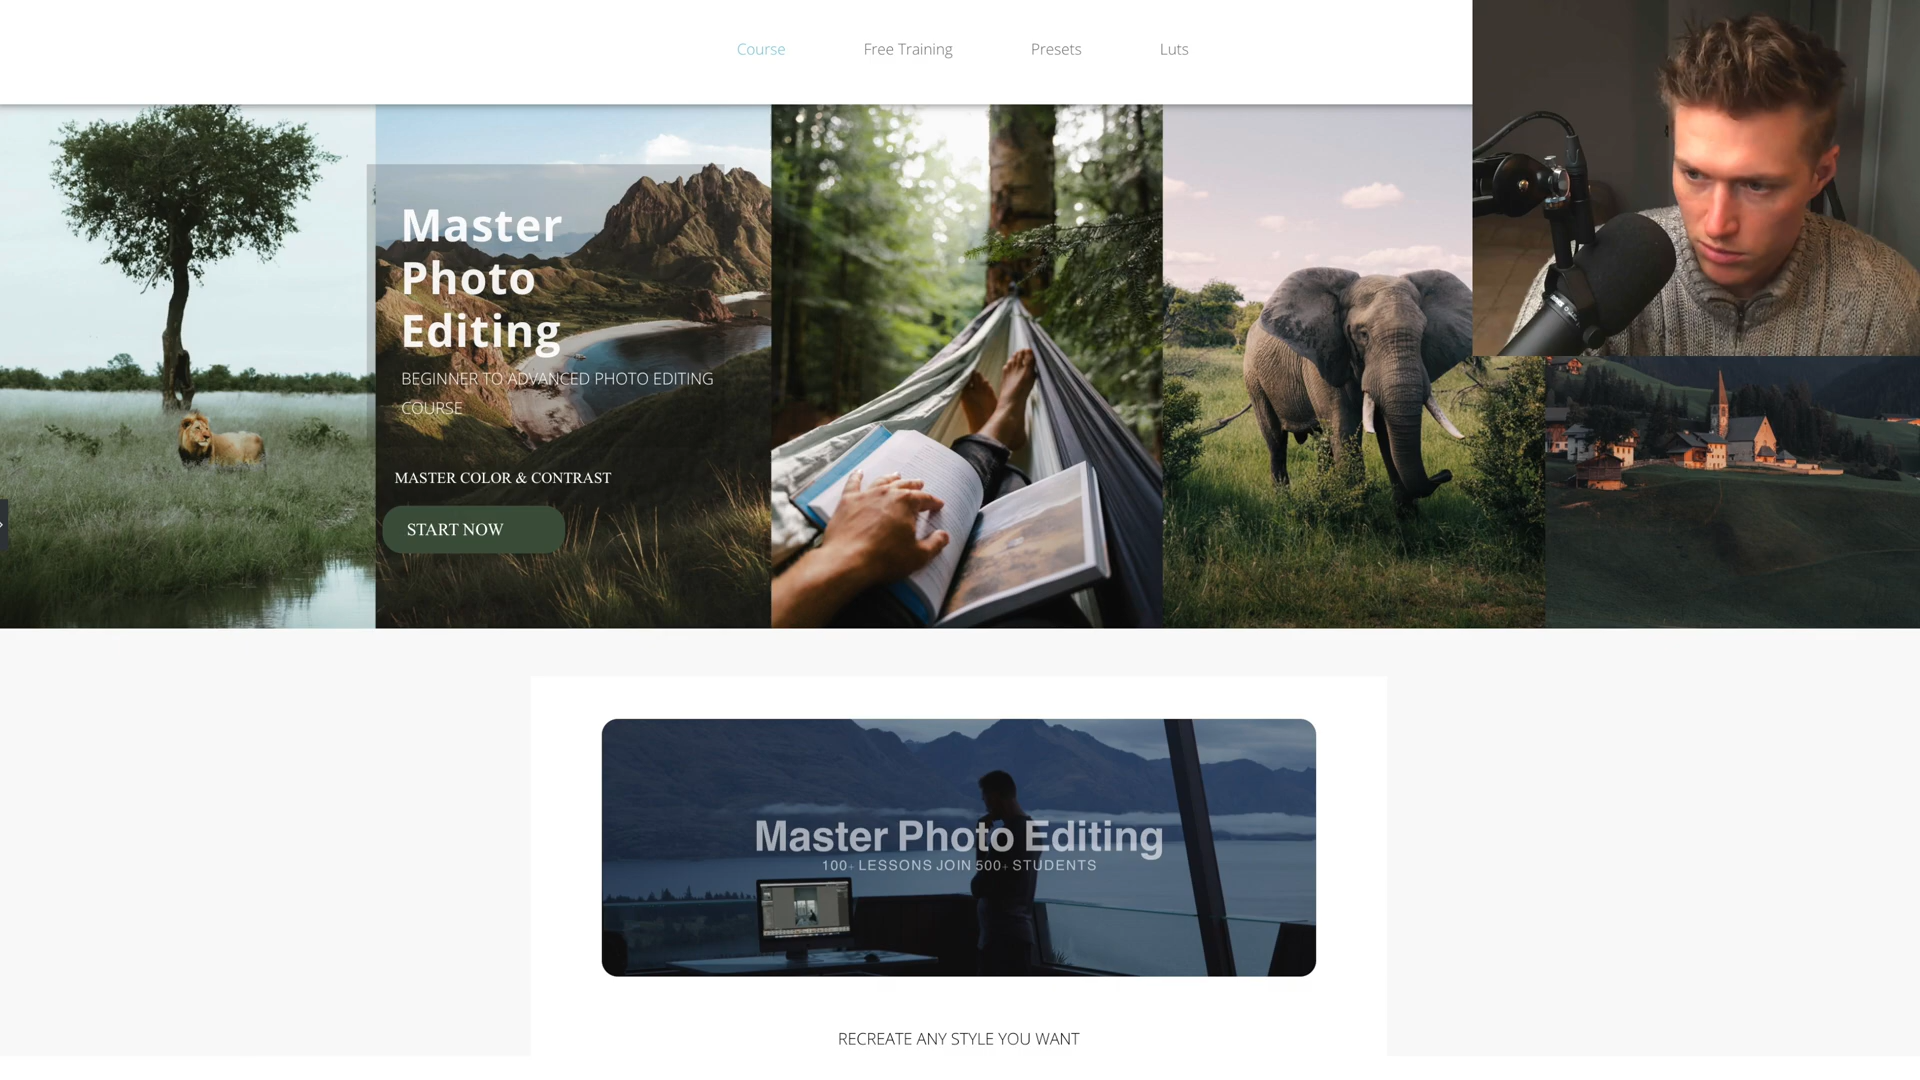 Course Free Training Presets Luts
Master
Photo
Editing
BEGINNER TO ADVANCED PHOTO EDITING
COURSE
MASTER COLOR & CONTRAST
START NOW
Master Photo Editing
100+ LESSONS JOIN 500+ STUDENTS
RECREATE ANY STYLE YOU WANT